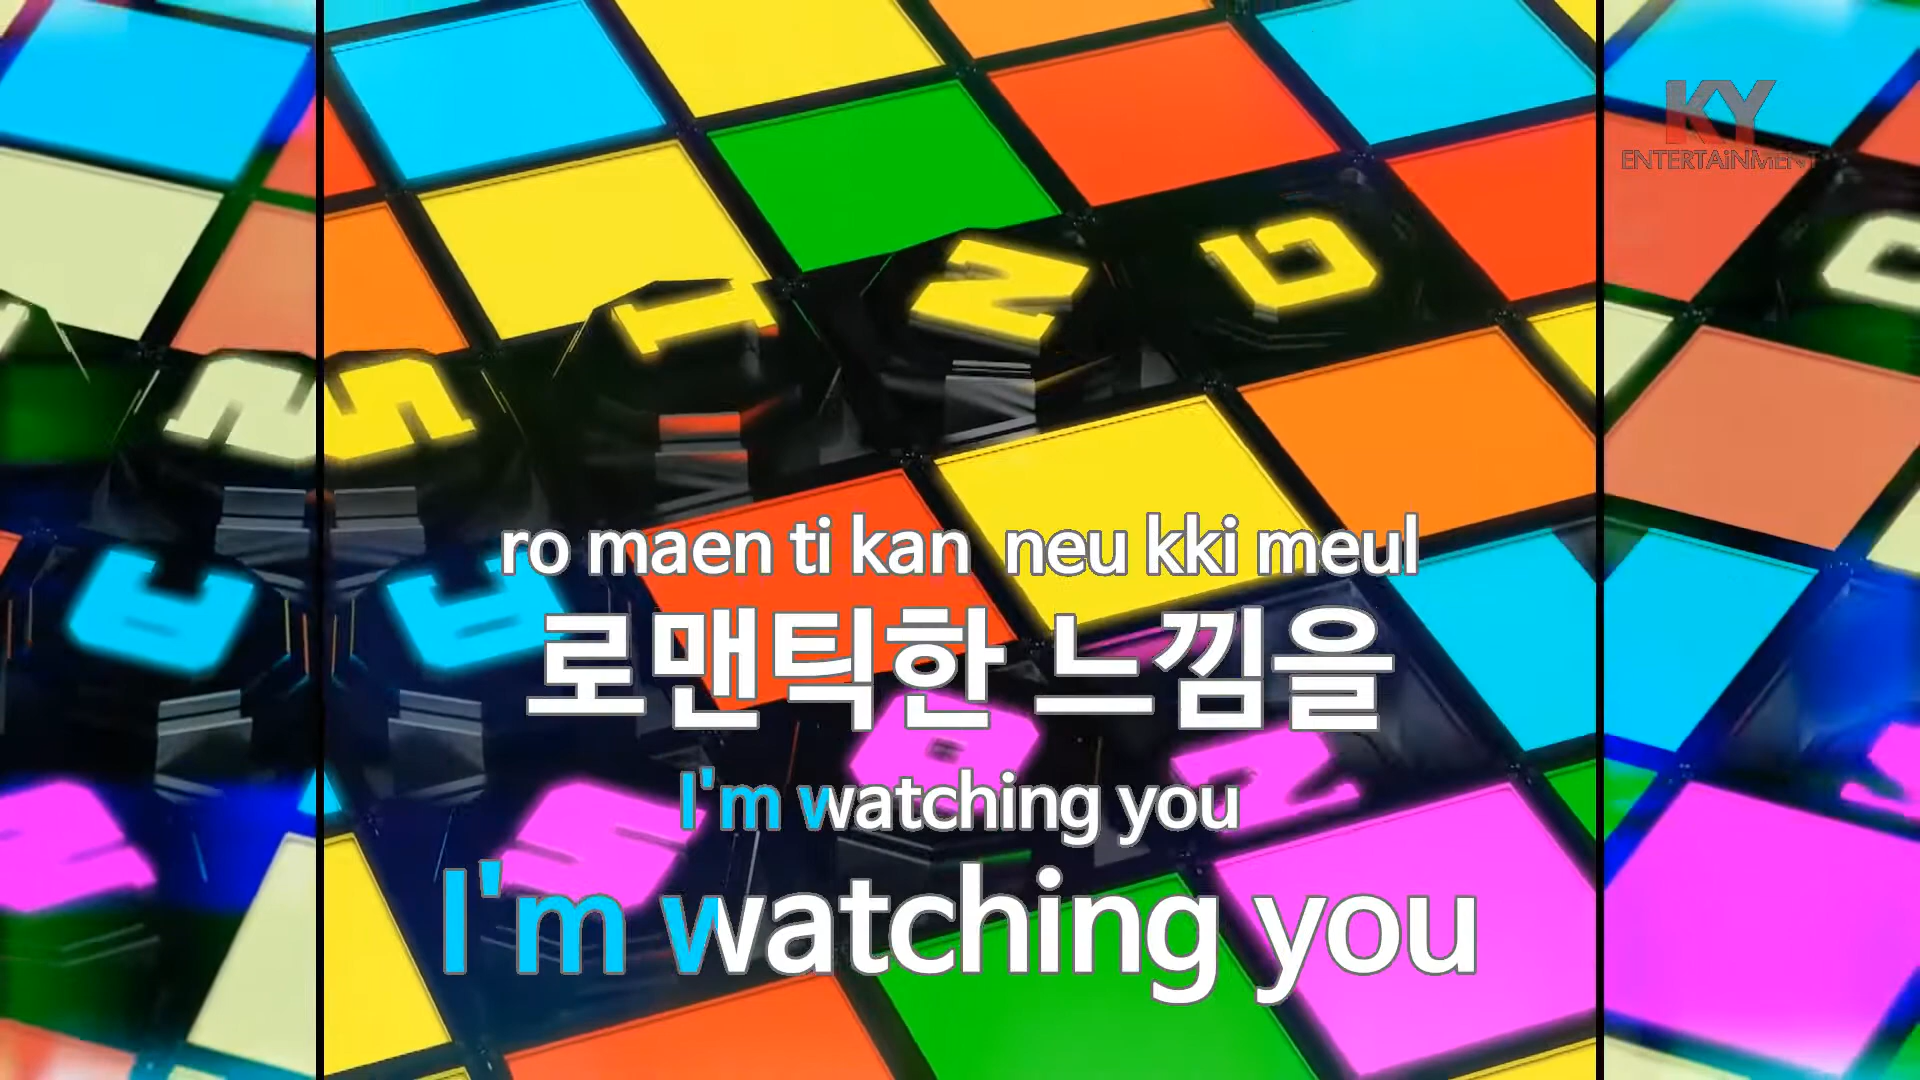 KY
ENTERTAiNMENT
SING
ro maen ti kan neu kki meul
로맨틱한 느낌을
I'm watching you
I'm watching you